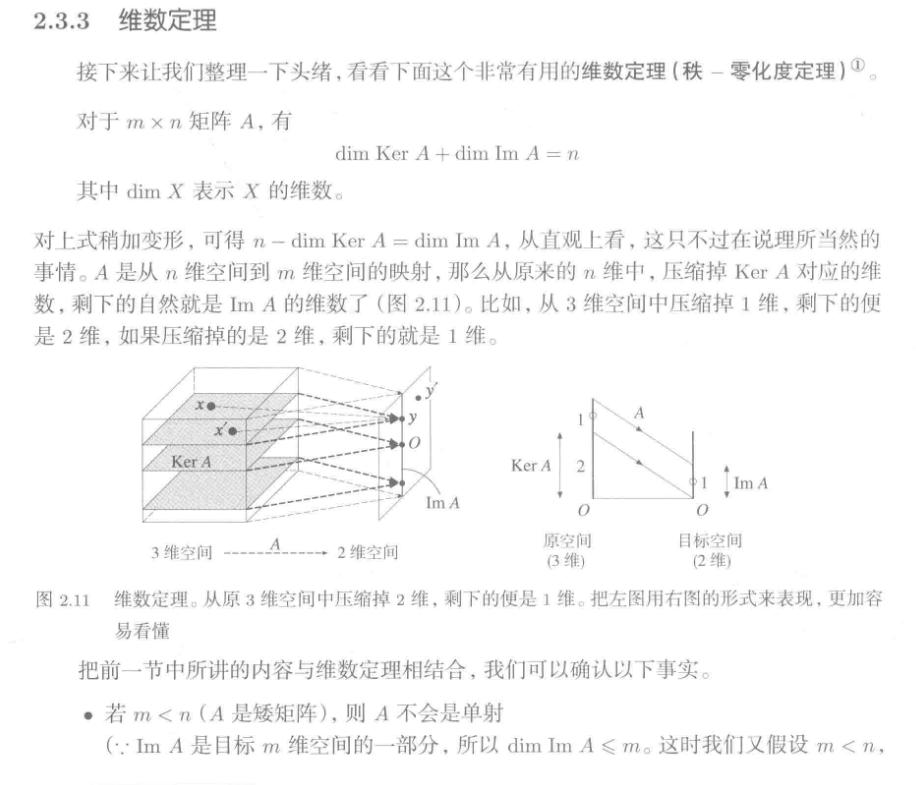 2.3.3 维数定理
接下来让我们整理一下头绪，看看下面这个非常有用的维数定理（秩 – 零化度定理）①。
对于 m × n 矩阵 A，有
dim Ker A + dim Im A = n
其中 dim X 表示 X 的维数。
对上式稍加变形，可得 n − dim Ker A = dim Im A，从直观上看，这只不过在说理所当然的
事情。A 是从 n 维空间到 m 维空间的映射，那么从原来的 n 维中，压缩掉 Ker A 对应的维
数，剩下的自然就是 Im A 的维数了（图 2.11）。比如，从 3 维空间中压缩掉 1 维，剩下的便
是 2 维，如果压缩掉的是 2 维，剩下的就是 1 维。
x
x′
Ker A
y′
y
O
Im A
3 维空间 A 2 维空间
1
A
Ker A 2
1 Im A
O O
原空间 目标空间
(3 维) (2 维)
图 2.11 维数定理。从原 3 维空间中压缩掉 2 维，剩下的便是 1 维。把左图用右图的形式来表现，更加容
易看懂
把前一节中所讲的内容与维数定理相结合，我们可以确认以下事实。
• 若 m < n（A 是矮矩阵），则 A 不会是单射
(∵ Im A 是目标 m 维空间的一部分，所以 dim Im A ⩽ m。这时我们又假设 m < n，